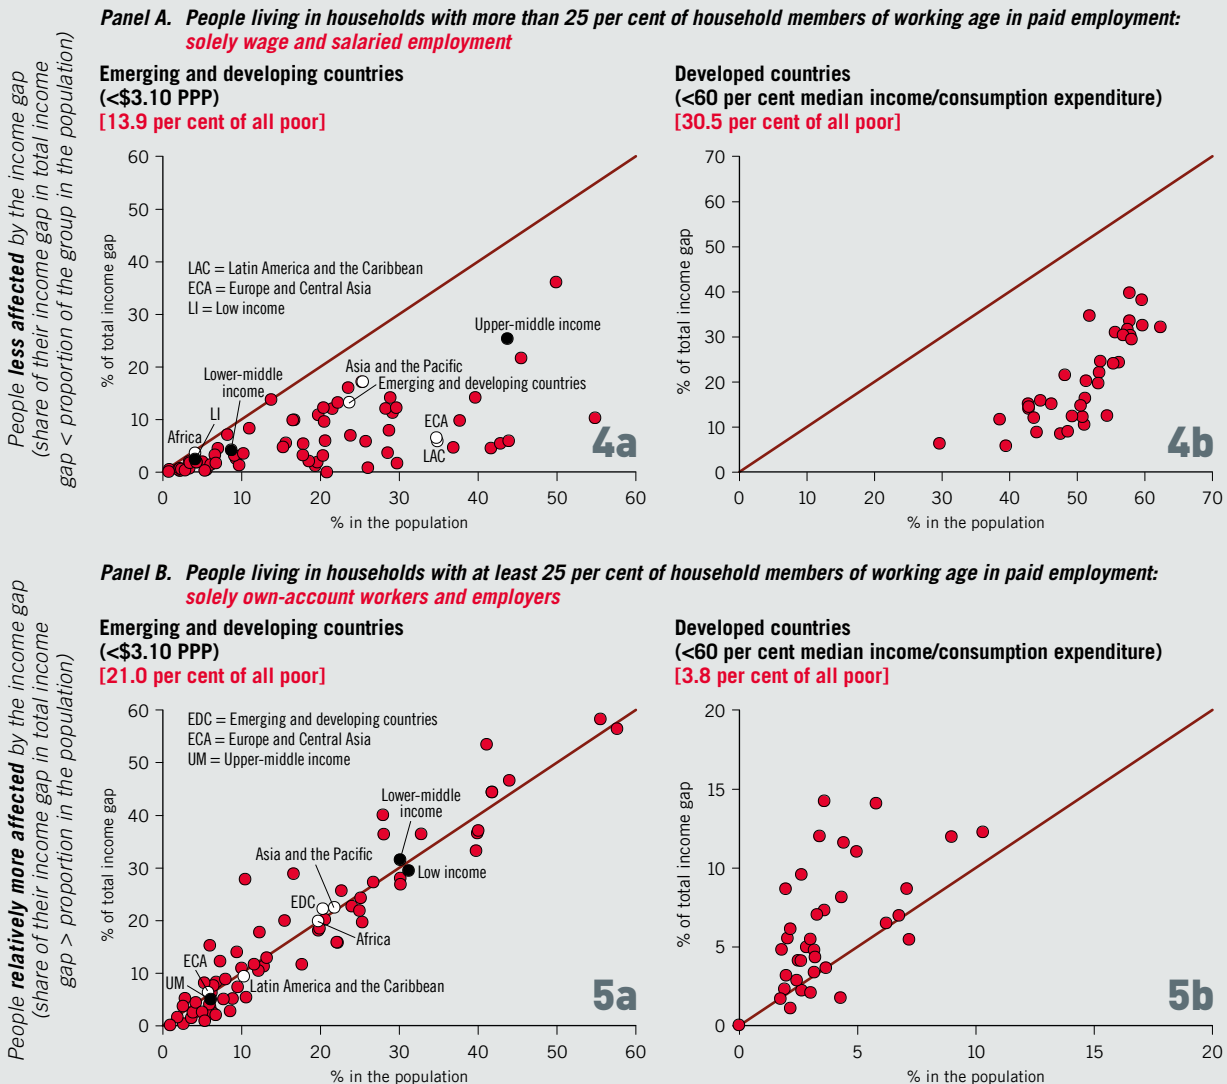 Panel A. People living in households with more than 25 per cent of household members of working age in paid employment:
solely wage and salaried employment
People less affected by the income gap
(share of their income gap in total income
gap < proportion of the group in the population)
Emerging and developing countries
(<$3.10 PPP)
[13.9 per cent of all poor]
% of total income gap
60
50
40
30
20
10
0
LAC = Latin America and the Caribbean
ECA = Europe and Central Asia
LI = Low income
Upper-middle income
Asia and the Pacific
Emerging and developing countries
Lower-middle
income
LI
Africa
ECA
LAC
4a
0 10 20 30 40 50 60
% in the population
Developed countries
(<60 per cent median income/consumption expenditure)
[30.5 per cent of all poor]
% of total income gap
70
60
50
40
30
20
10
0
4b
0 10 20 30 40 50 60 70
% in the population
Panel B. People living in households with at least 25 per cent of household members of working age in paid employment:
solely own-account workers and employers
People relatively more affected by the income gap
(share of their income gap in total income
gap > proportion in the population)
Emerging and developing countries
(<$3.10 PPP)
[21.0 per cent of all poor]
% of total income gap
60
50
40
30
20
10
0
EDC = Emerging and developing countries
ECA = Europe and Central Asia
UM = Upper-middle income
Lower-middle
income
Asia and the Pacific
Low income
EDC
Africa
ECA
UM
Latin America and the Caribbean
5a
0 10 20 30 40 50 60
% in the population
Developed countries
(<60 per cent median income/consumption expenditure)
[3.8 per cent of all poor]
% of total income gap
20
15
10
5
0
5b
0 5 10 15 20
% in the population